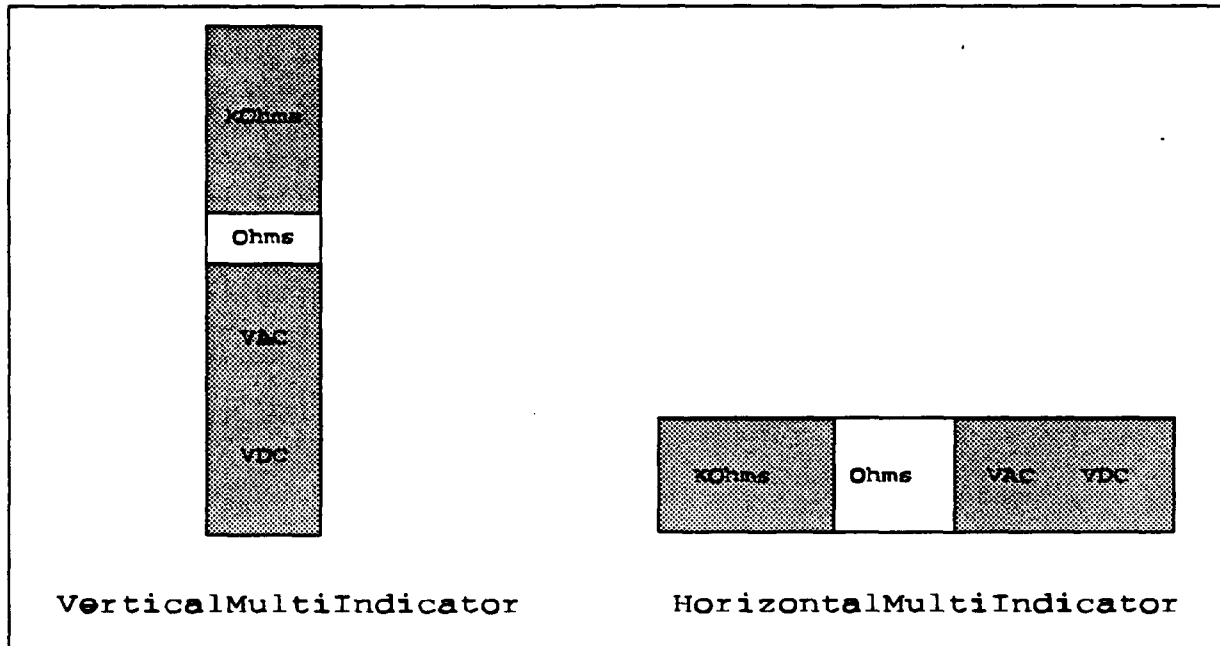 KOhms
Ohms
VAC
VDC
KOhms Ohms VAC VDC
VerticalMultiIndicator
HorizontalMultiIndicator